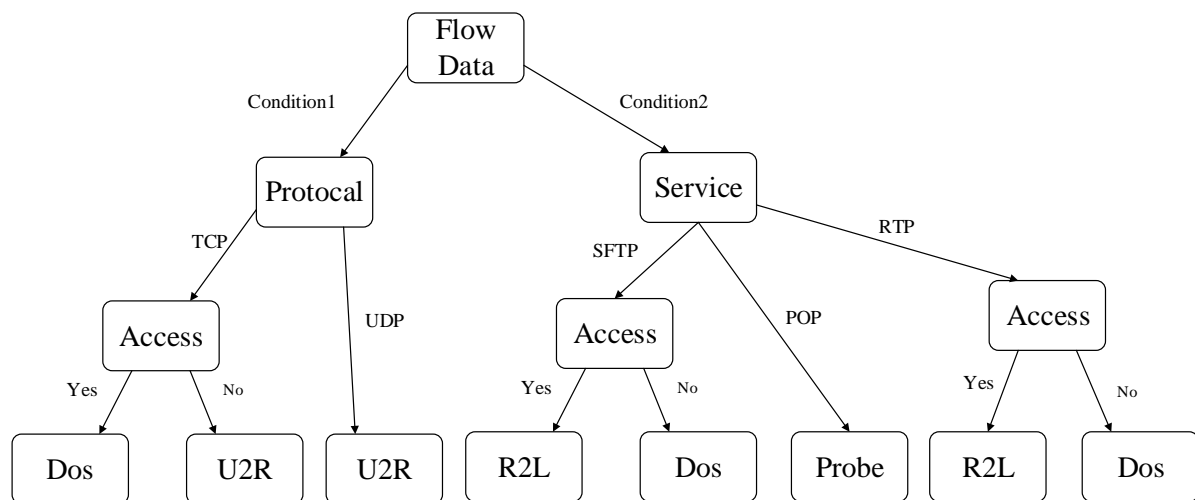 Flow
Data
Condition1
Condition2
Protocal
Service
TCP
UDP
SFTP
POP
RTP
Access
Access
Access
Yes
No
Yes
No
Yes
No
Dos
U2R
U2R
R2L
Dos
Probe
R2L
Dos